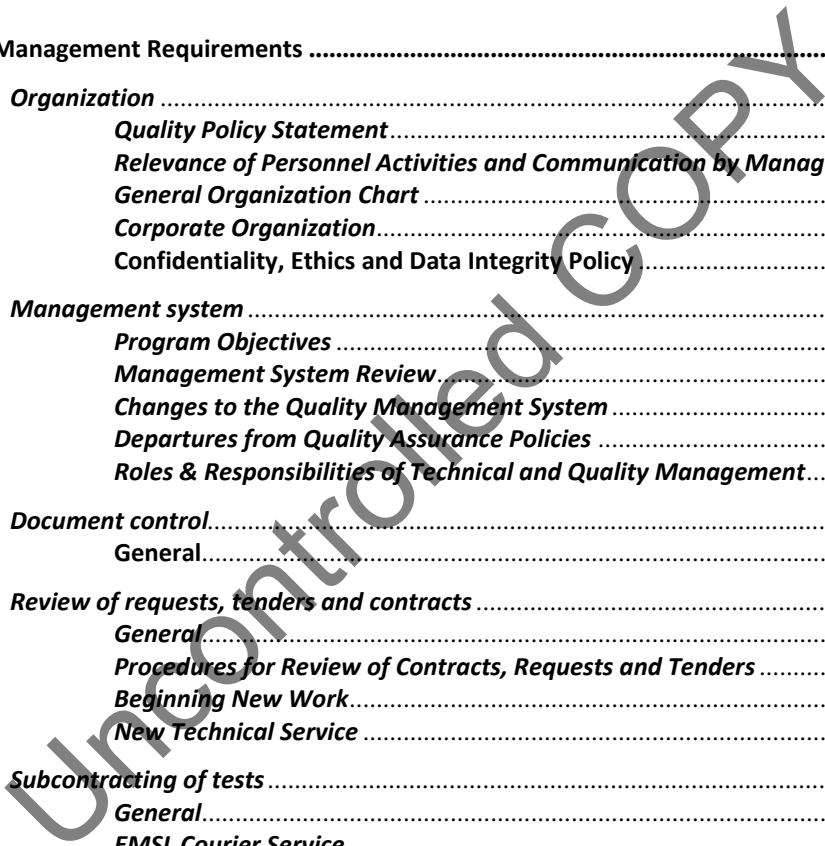 Management Requirements ..........
Organization ..........
Quality Policy Statement ..........
Relevance of Personnel Activities and Communication by Manag
General Organization Chart ..........
Corporate Organization ..........
Confidentiality, Ethics and Data Integrity Policy ..........
Management system ..........
Program Objectives ..........
Management System Review ..........
Changes to the Quality Management System ..........
Departures from Quality Assurance Policies ..........
Roles & Responsibilities of Technical and Quality Management ...
Document control ..........
General ..........
Review of requests, tenders and contracts ..........
General ..........
Procedures for Review of Contracts, Requests and Tenders ..........
Beginning New Work ..........
New Technical Service ..........
Subcontracting of tests ..........
General ..........
EMSL Courier Service
Uncontrolled COPY